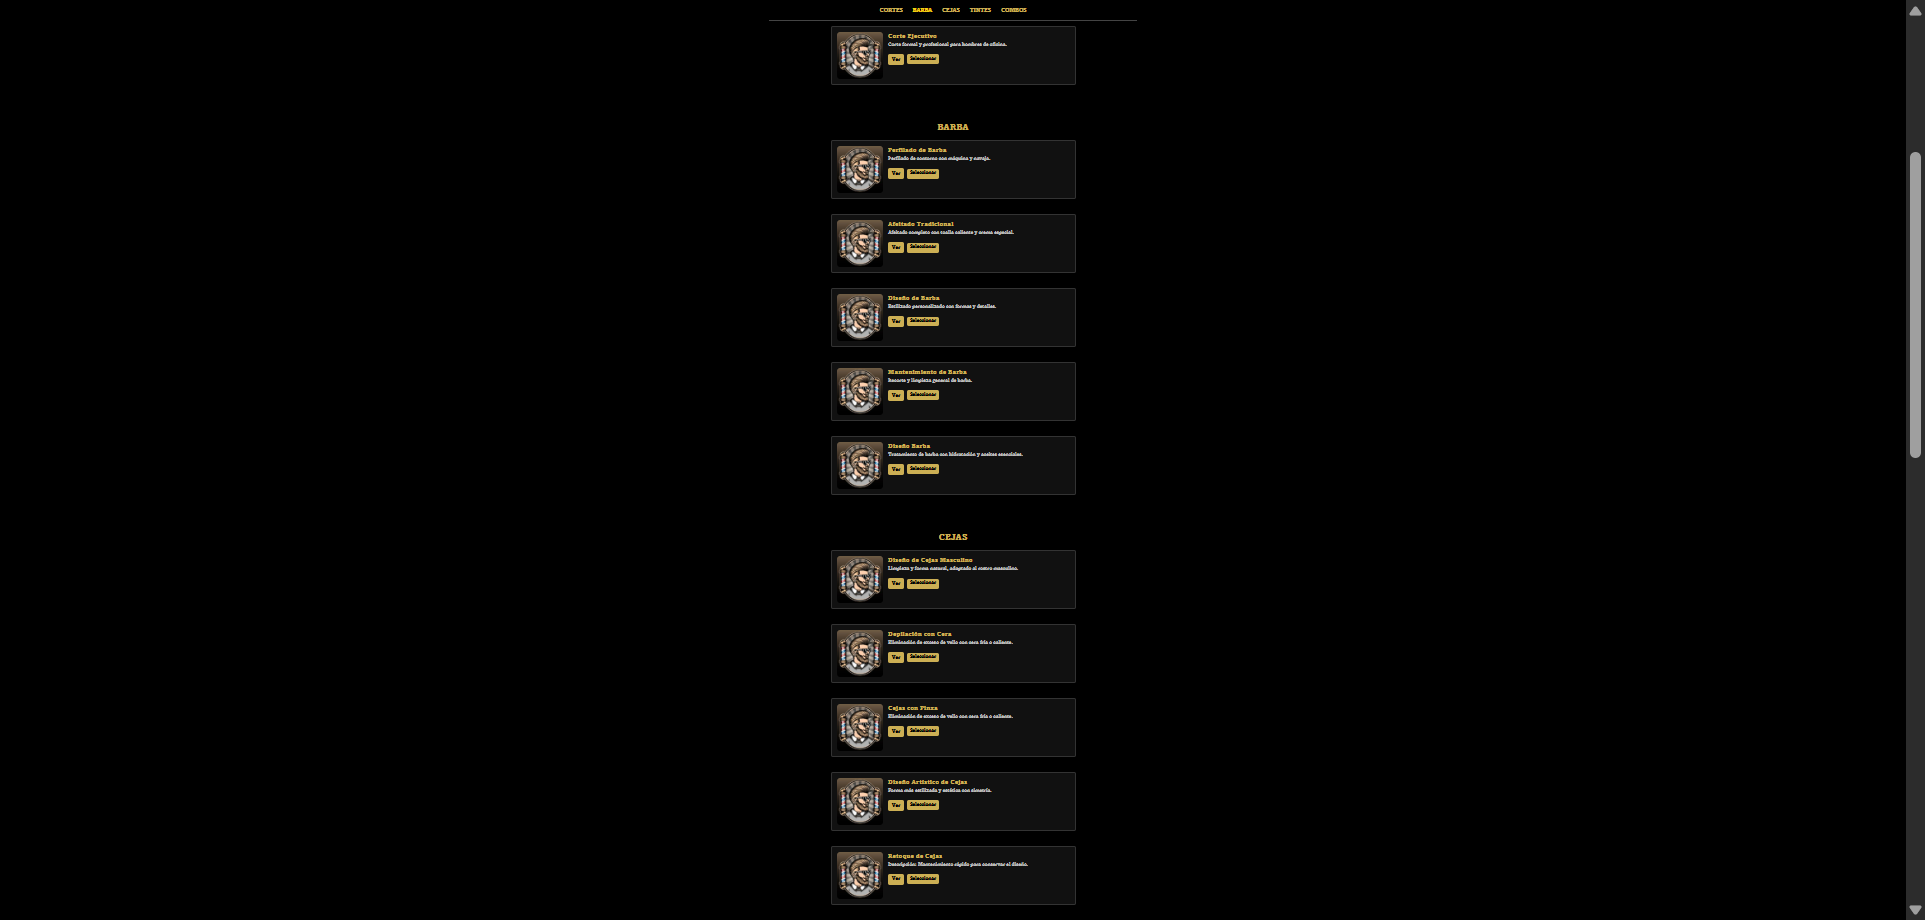 CORTES BARBA CEJAS TINTES COMBOS
Corte Ejecutivo
Corte formal y profesional para hombres de oficina.
Ver Seleccionar
BARBA
Perfilado de Barba
Perfilado de contorno con máquina y navaja.
Ver Seleccionar
Afeitado Tradicional
Afeitado completo con toalla caliente y crema especial.
Ver Seleccionar
Diseño de Barba
Estilizado personalizado con formas y detalles.
Ver Seleccionar
Mantenimiento de Barba
Recorte y limpieza general de barba.
Ver Seleccionar
Diseño Barba
Tratamiento de barba con hidratación y aceites esenciales.
Ver Seleccionar
CEJAS
Diseño de Cejas Masculino
Limpieza y forma natural, adaptada al rostro masculino.
Ver Seleccionar
Depilación con Cera
Eliminación de exceso de vello con cera fría o caliente.
Ver Seleccionar
Cejas con Pinza
Eliminación de exceso de vello con cera fría o caliente.
Ver Seleccionar
Diseño Artístico de Cejas
Forma más estilizada y estética con simetría.
Ver Seleccionar
Retoque de Cejas
Descripción: Mantenimiento rápido para conservar el diseño.
Ver Seleccionar